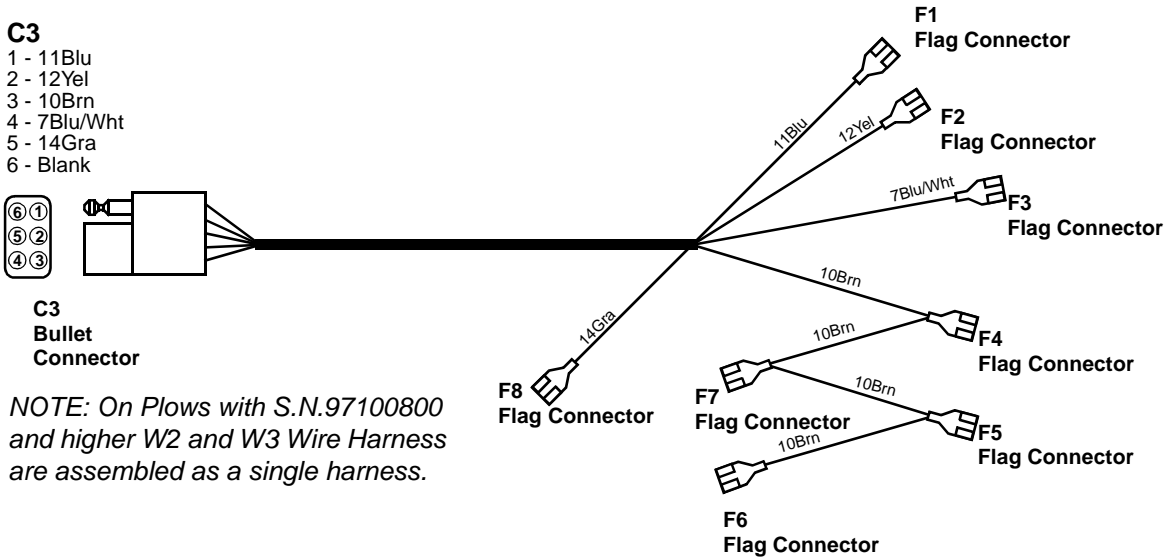 C3
1 - 11Blu
2 - 12Yel
3 - 10Brn
4 - 7Blu/Wht
5 - 14Gra
6 - Blank
6 1
5 2
4 3
C3
Bullet
Connector
NOTE: On Plows with S.N.97100800
and higher W2 and W3 Wire Harness
are assembled as a single harness.
F1
Flag Connector
11Blu
12Yel
F2
Flag Connector
7Blu/Wht
F3
Flag Connector
10Brn
F4
Flag Connector
10Brn
14Gra
F8
Flag Connector
F7
Flag Connector
10Brn
F5
Flag Connector
10Brn
F6
Flag Connector